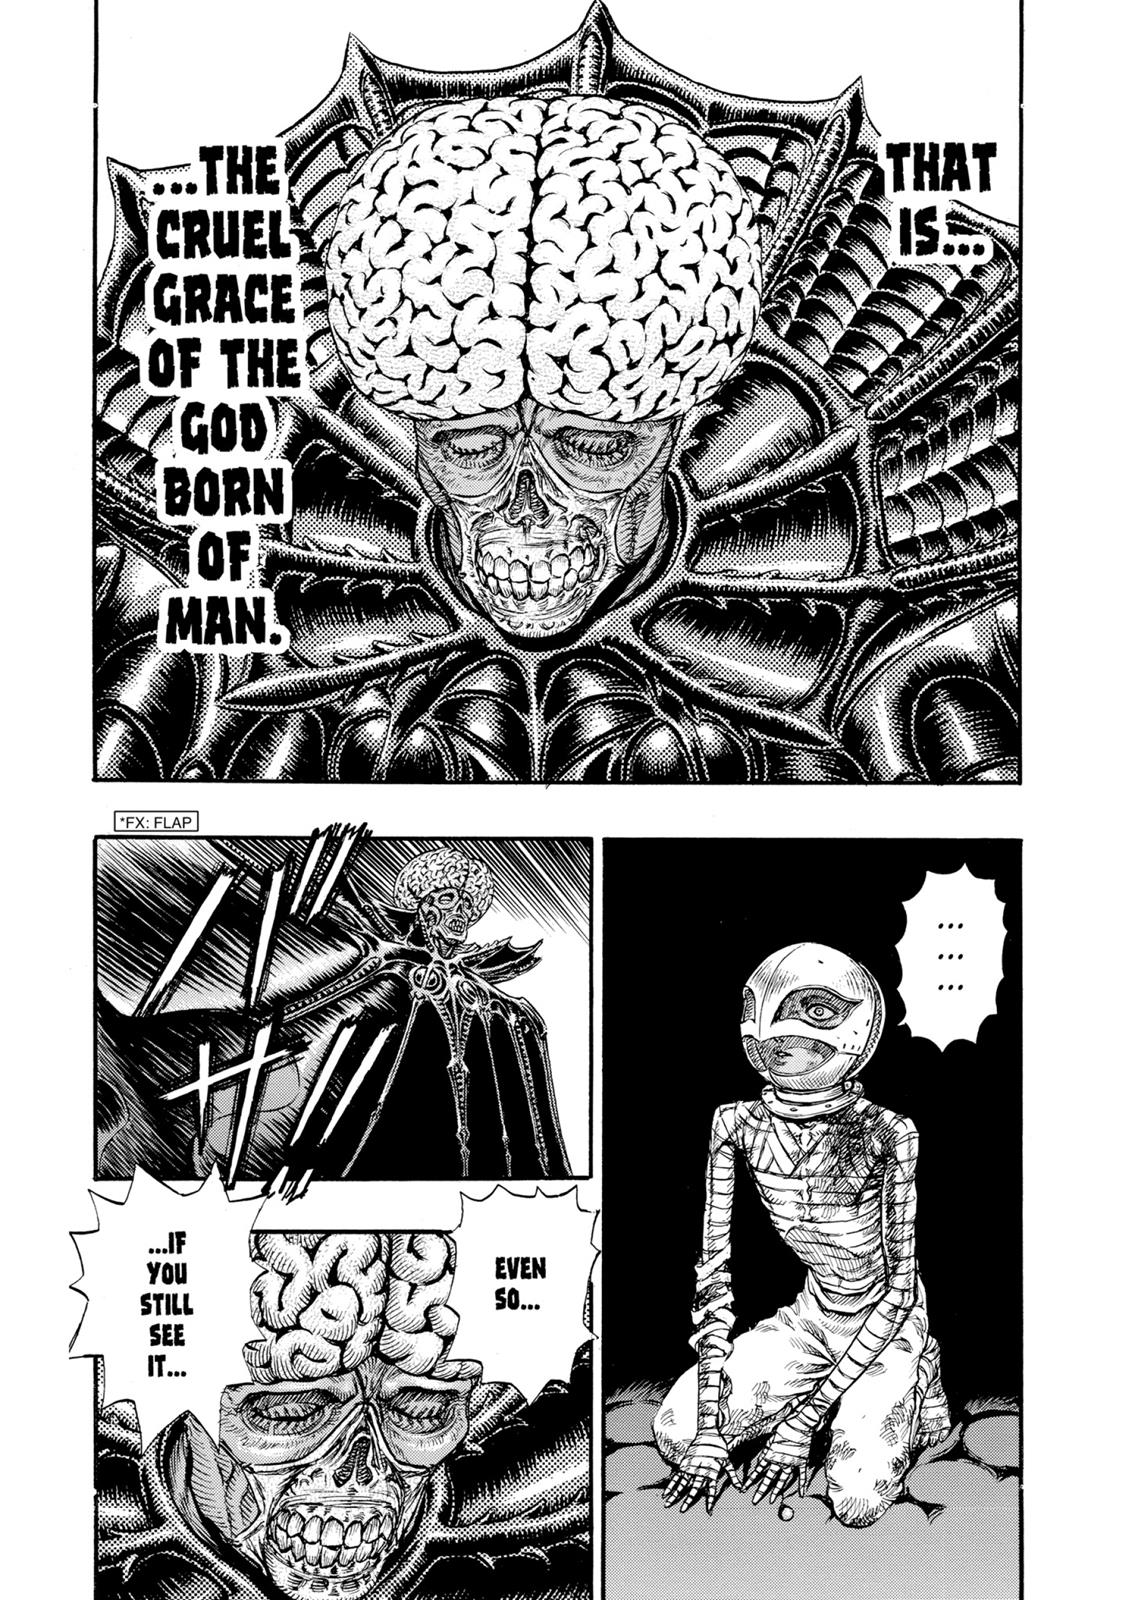 THAT
IS...
...THE
CRUEL
GRACE
OF THE
GOD
BORN
OF
MAN.
...
...
...
*FX: FLAP
EVEN
SO...
...IF
YOU
STILL
SEE
IT...